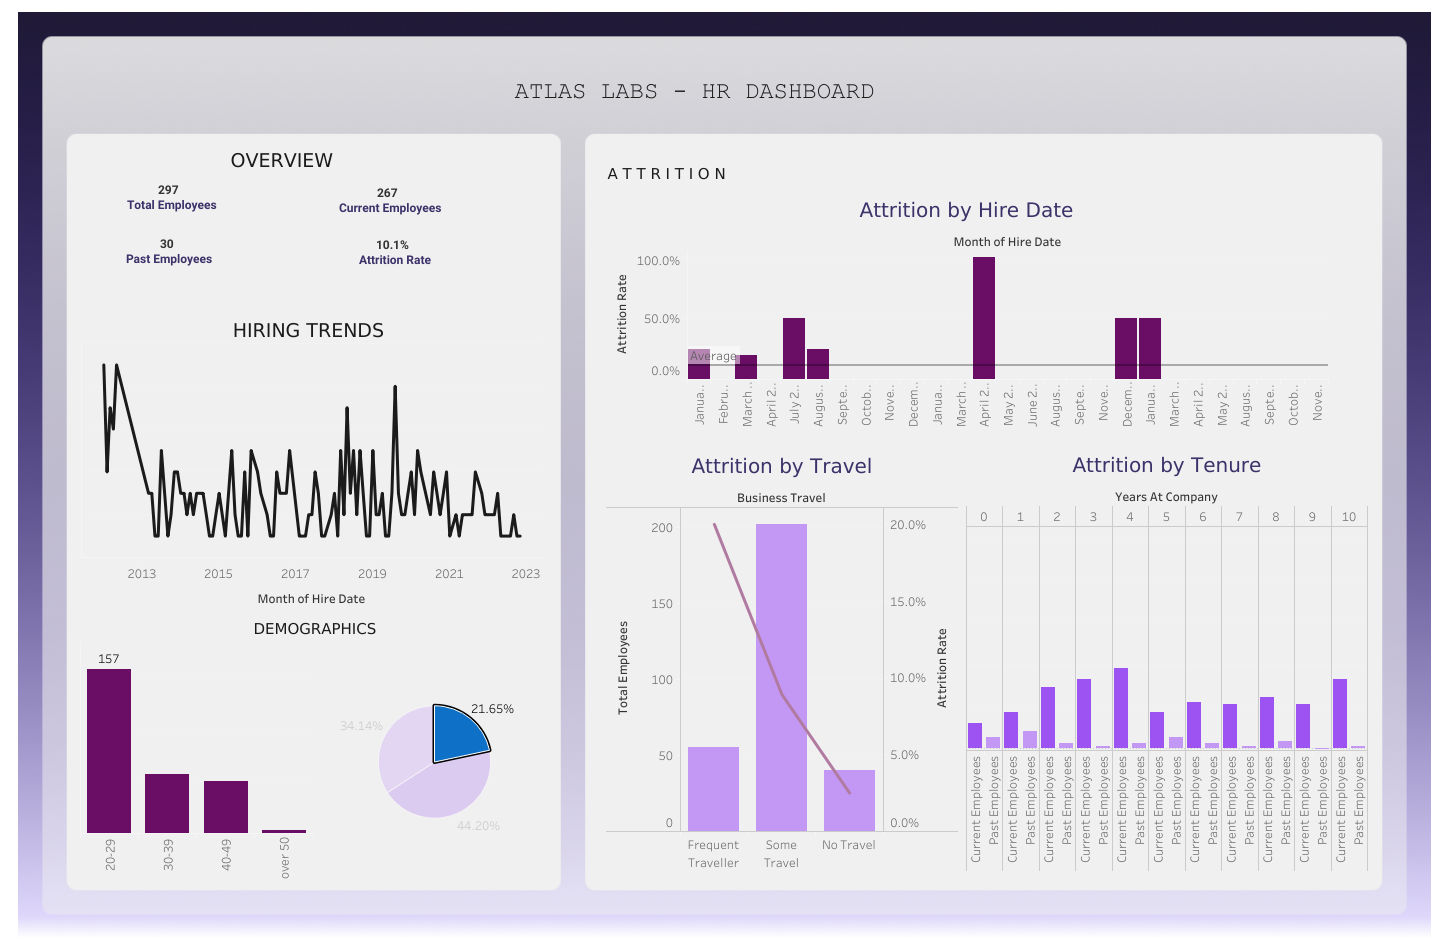 ATLAS LABS - HR DASHBOARD
OVERVIEW
297
Total Employees
267
Current Employees
30
Past Employees
10.1%
Attrition Rate
HIRING TRENDS
2013 2015 2017 2019 2021 2023
Month of Hire Date
DEMOGRAPHICS
157
20-29
30-39
40-49
over 50
34.14%
21.65%
44.20%
ATTRITION
Attrition by Hire Date
Month of Hire Date
Attrition Rate
100.0%
50.0%
0.0%
Average
Janua..
Febru..
March ..
April 2..
July 2..
Augus..
Septe..
Octob..
Nove..
Decem..
Janua..
March ..
April 2..
May 2..
June 2..
Augus..
Septe..
Nove..
Decem..
Janua..
March ..
April 2..
May 2..
Augus..
Septe..
Octob..
Nove..
Attrition by Travel
Business Travel
Total Employees
200
150
100
50
0
20.0%
15.0%
10.0%
5.0%
0.0%
Attrition Rate
Frequent
Traveller
Some
Travel
No Travel
Attrition by Tenure
Years At Company
0 1 2 3 4 5 6 7 8 9 10
Current Employees
Past Employees
Current Employees
Past Employees
Current Employees
Past Employees
Current Employees
Past Employees
Current Employees
Past Employees
Current Employees
Past Employees
Current Employees
Past Employees
Current Employees
Past Employees
Current Employees
Past Employees
Current Employees
Past Employees
Current Employees
Past Employees